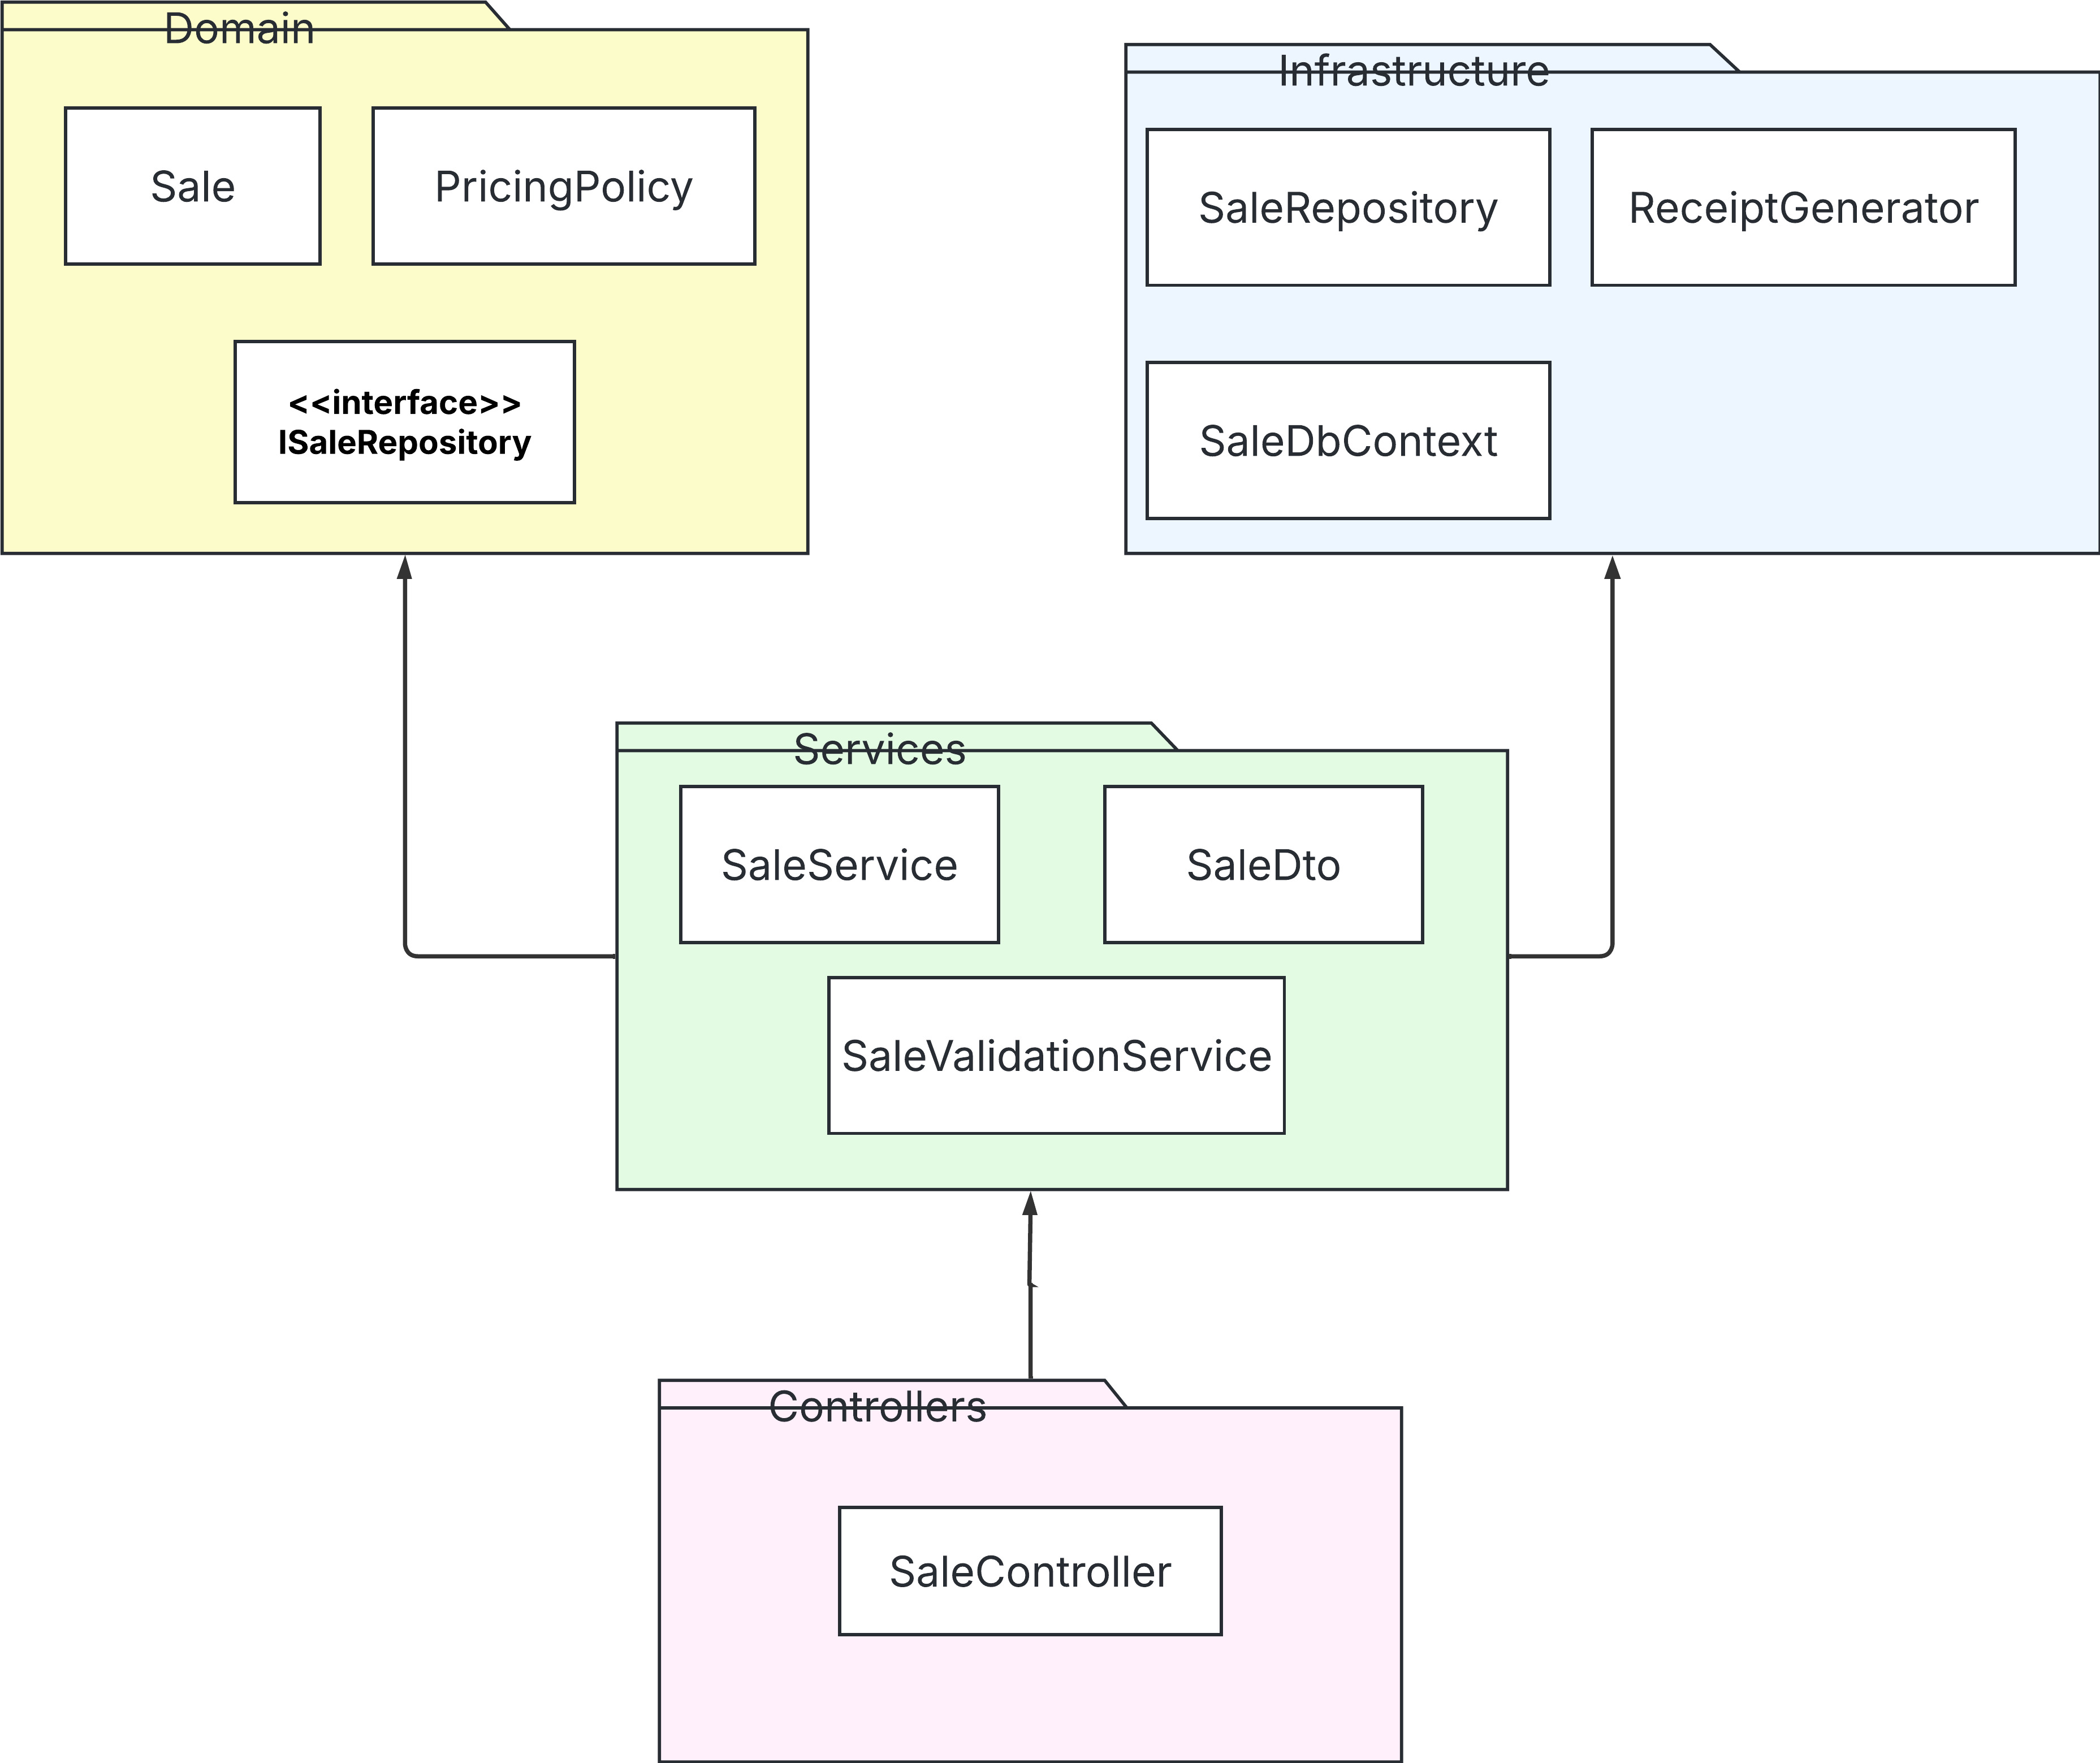 Domain
Infrastructure
Sale
PricingPolicy
SaleRepository
ReceiptGenerator
<<interface>>
ISaleRepository
SaleDbContext
Services
SaleService
SaleDto
SaleValidationService
Controllers
SaleController